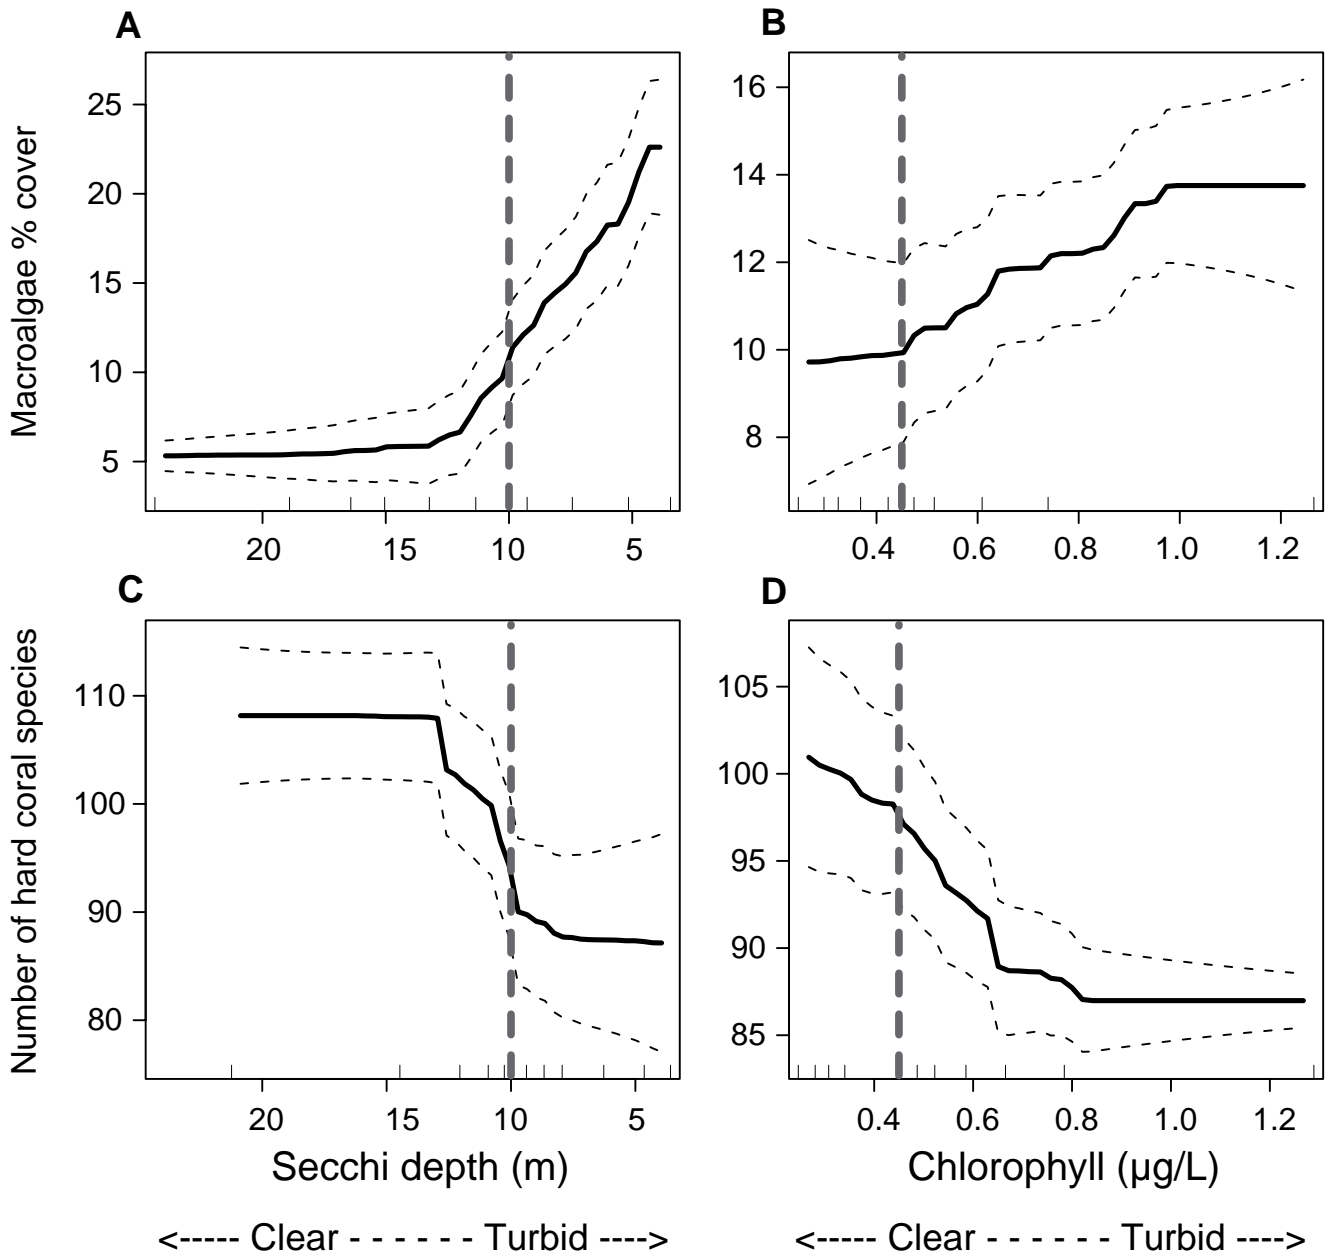 A
B
Macroalgae % cover
25
20
15
10
5
20 15 10 5
16
14
12
10
8
0.4 0.6 0.8 1.0 1.2
C
D
Number of hard coral species
110
100
90
80
20 15 10 5
105
100
95
90
85
0.4 0.6 0.8 1.0 1.2
Secchi depth (m)
Chlorophyll (µg/L)
<----- Clear - - - - - - Turbid ---->
<----- Clear - - - - - - Turbid ---->